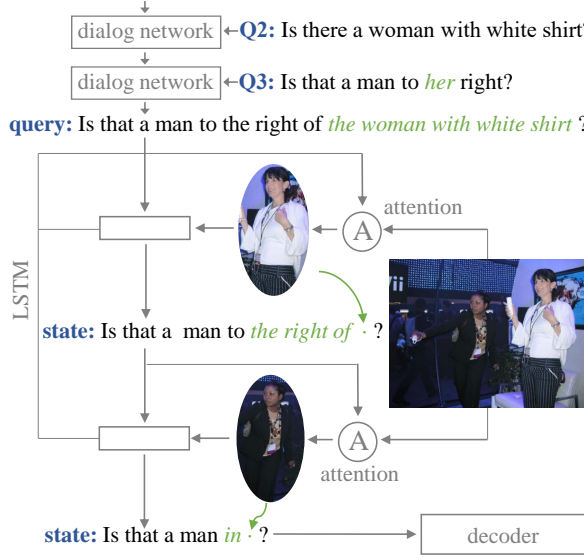 dialog network
Q2: Is there a woman with white shirt?
dialog network
Q3: Is that a man to her right?
query: Is that a man to the right of the woman with white shirt ?
attention
A
LSTM
state: Is that a man to the right of · ?
A
attention
state: Is that a man in · ?
decoder